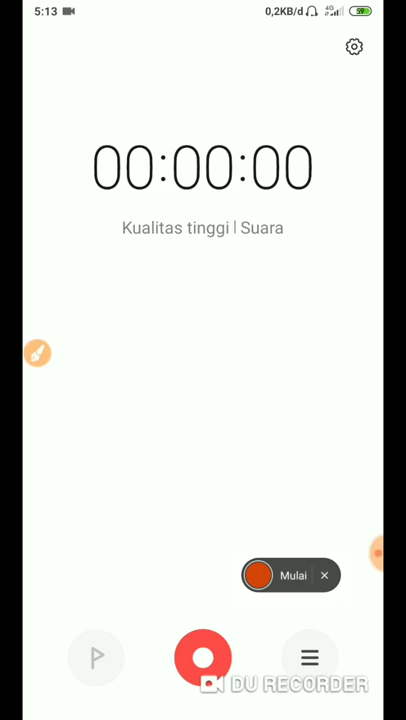 5:13 0,2KB/d 4G 59
00:00:00
Kualitas tinggi | Suara
Mulai
DU RECORDER